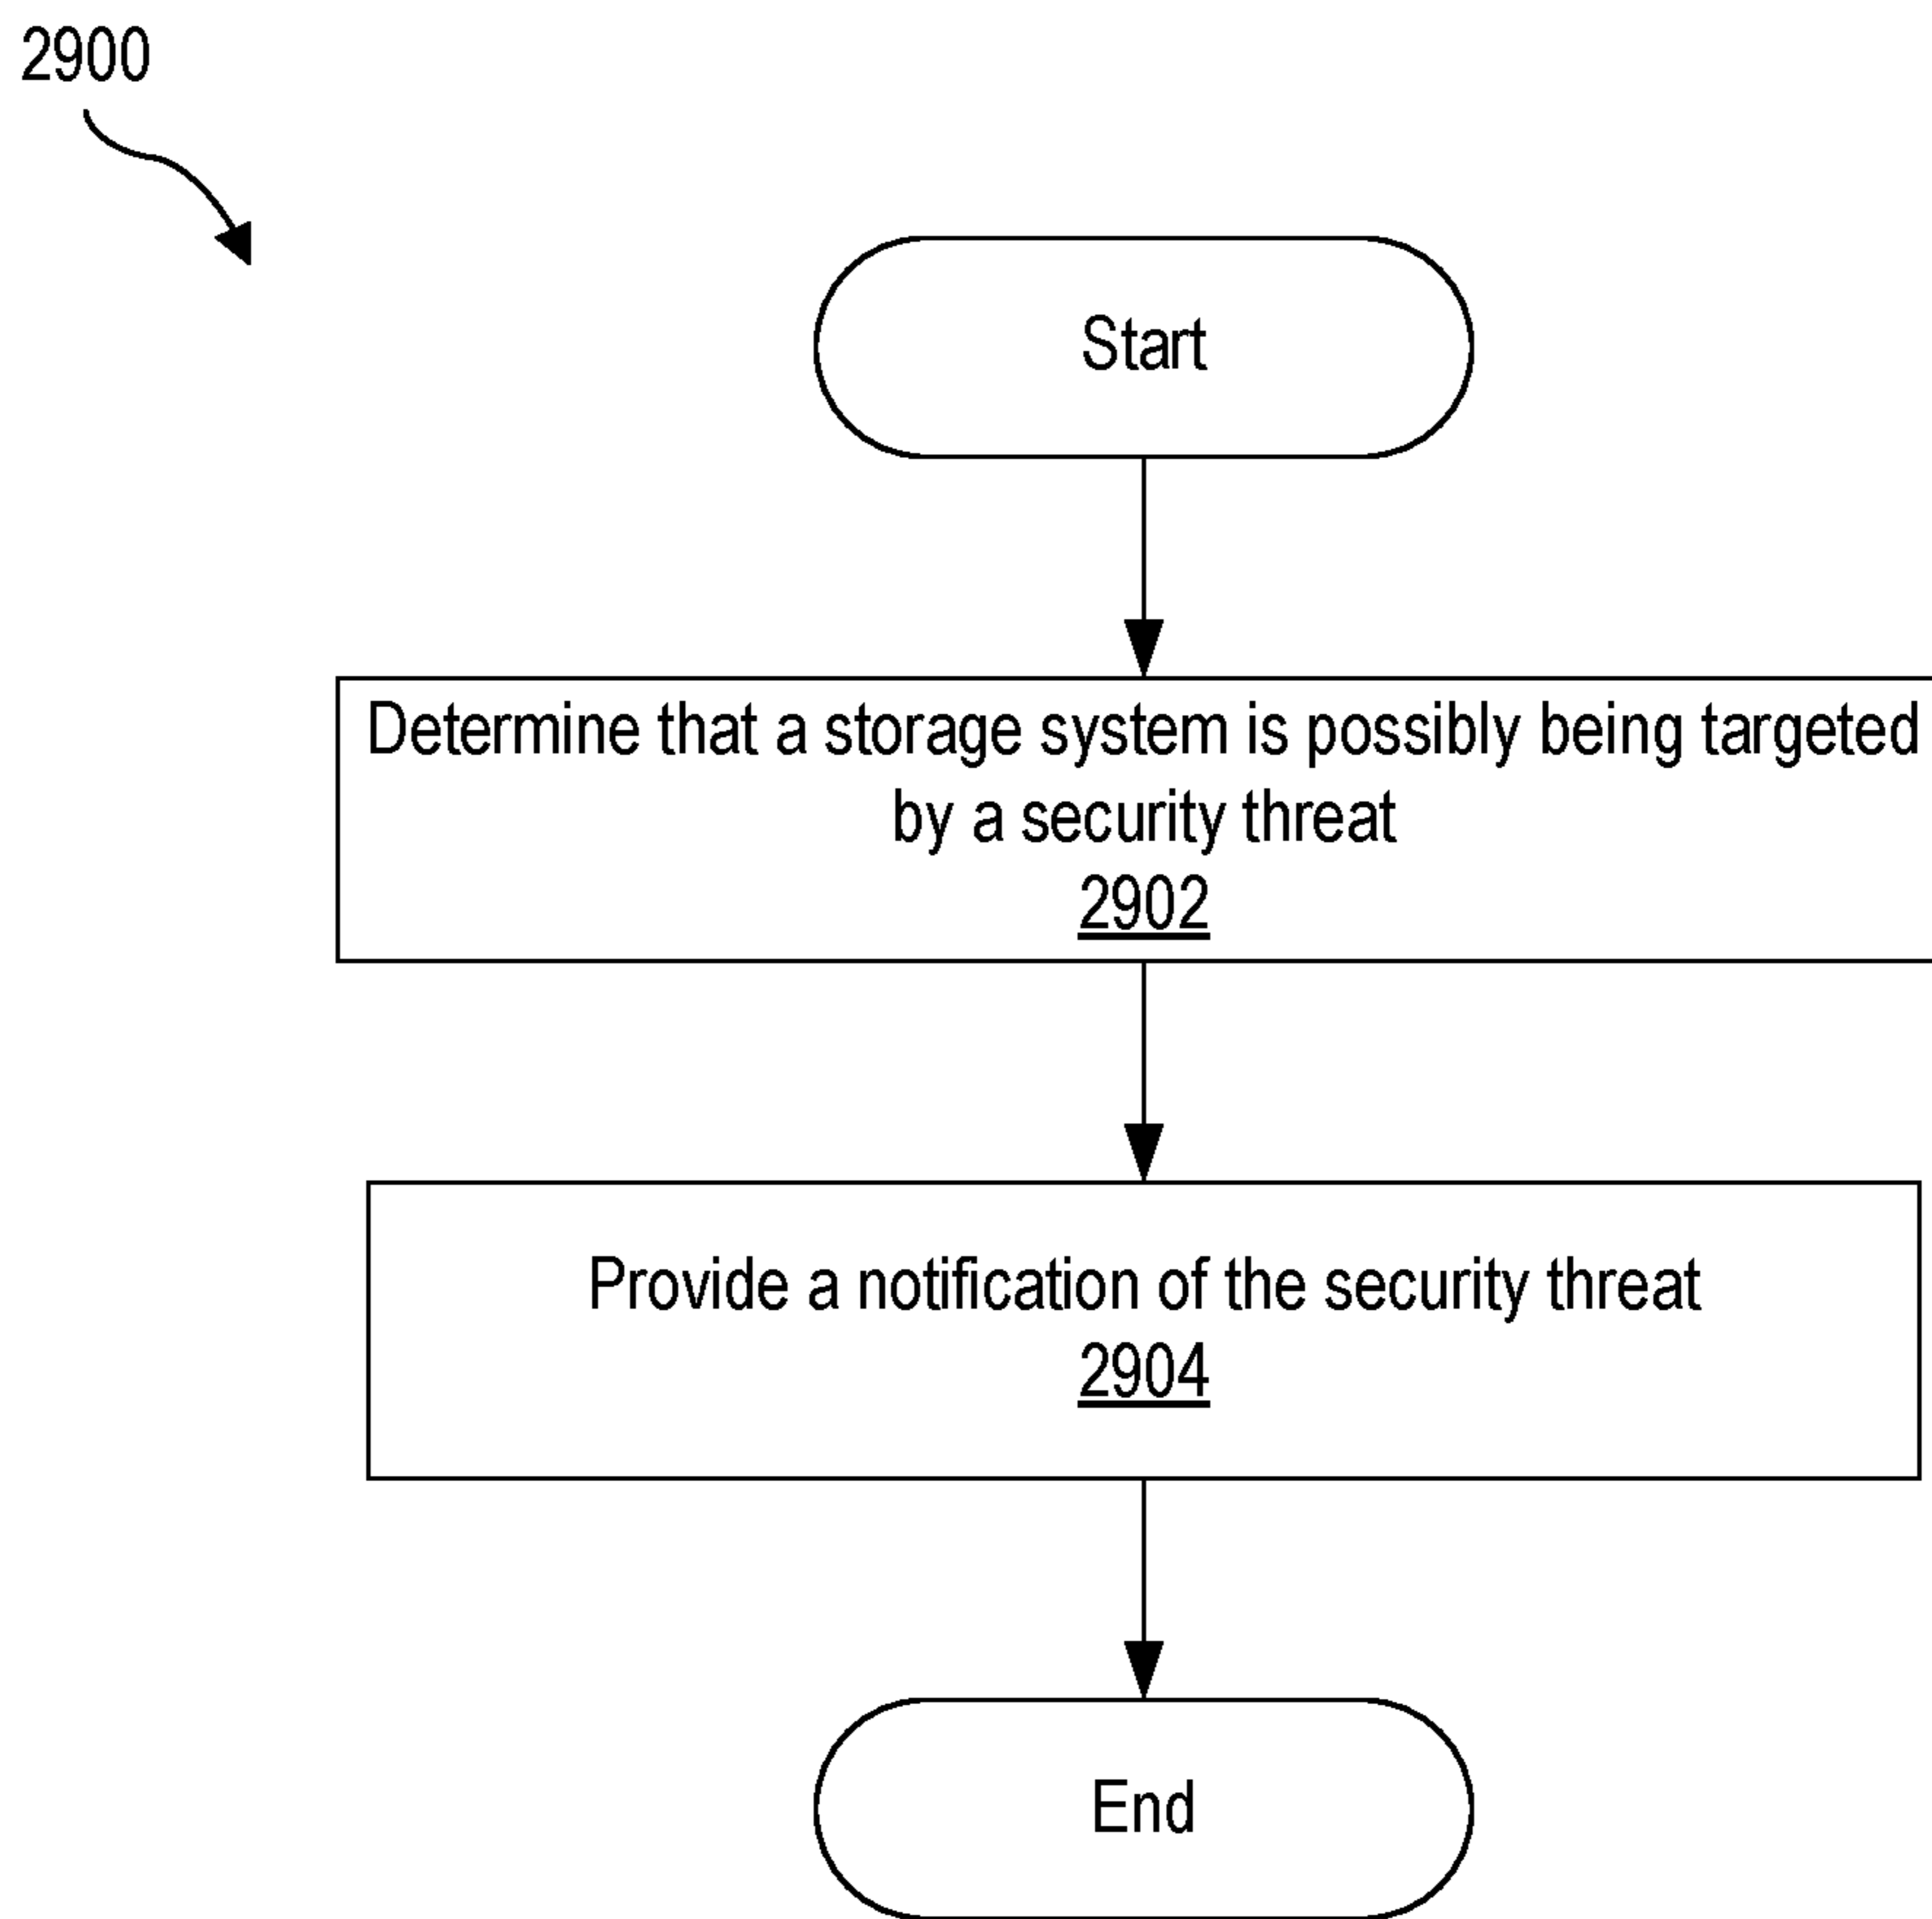 2900
Start
Determine that a storage system is possibly being targeted
by a security threat
2902
Provide a notification of the security threat
2904
End